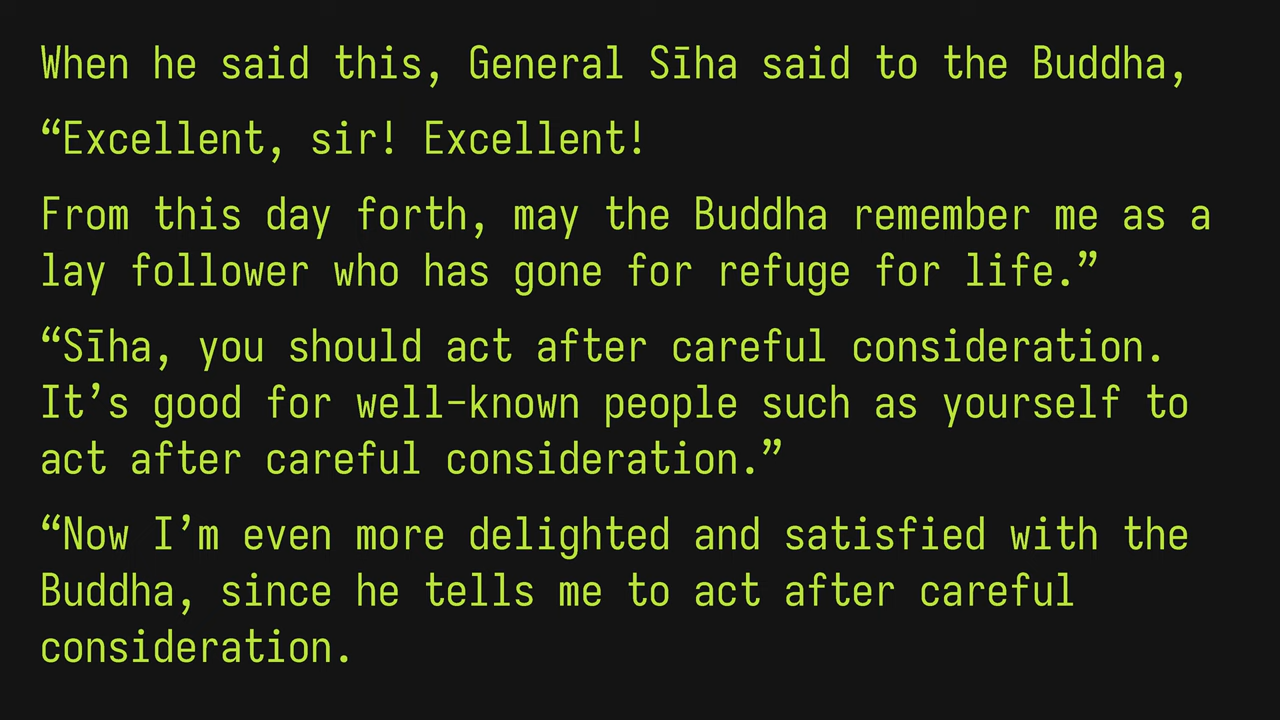 When he said this, General Sīha said to the Buddha,
“Excellent, sir! Excellent!
From this day forth, may the Buddha remember me as a
lay follower who has gone for refuge for life.”
“Sīha, you should act after careful consideration.
It’s good for well-known people such as yourself to
act after careful consideration.”
“Now I’m even more delighted and satisfied with the
Buddha, since he tells me to act after careful
consideration.